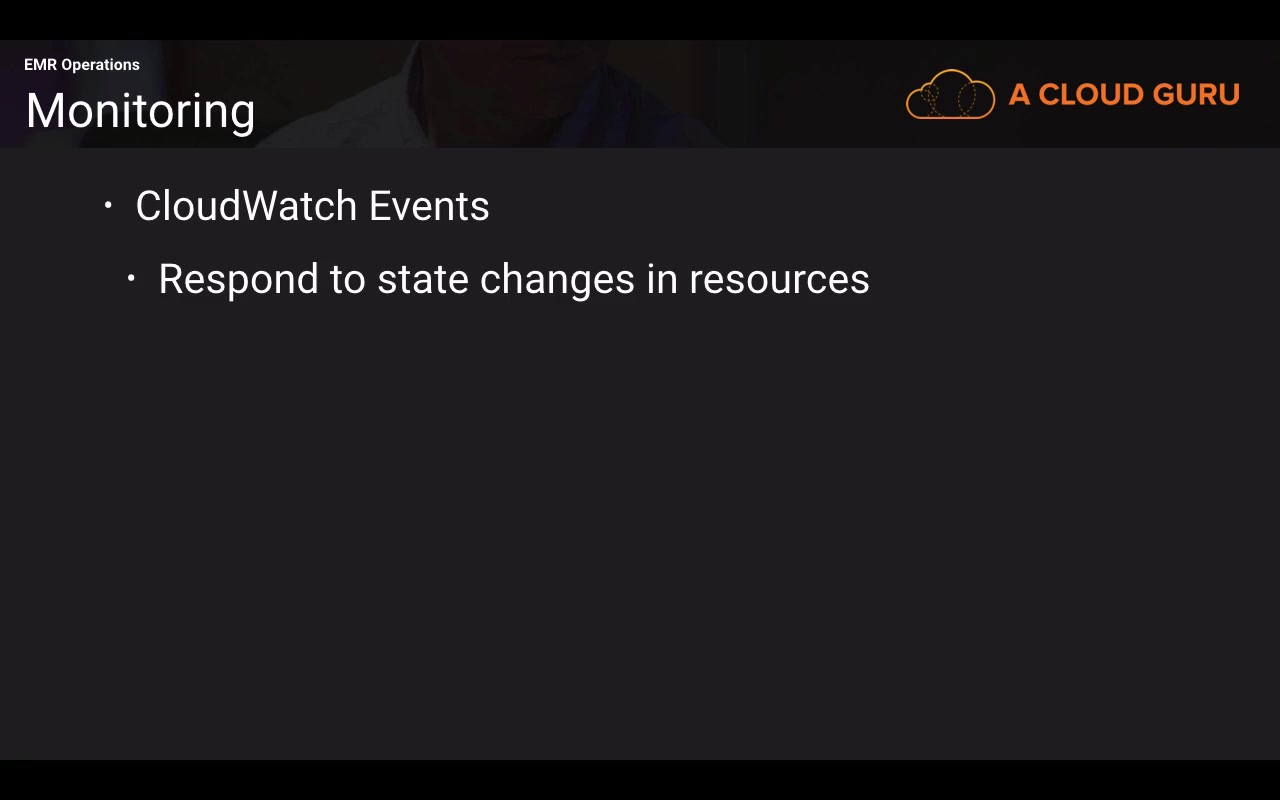 EMR Operations
Monitoring
A CLOUD GURU
• CloudWatch Events
• Respond to state changes in resources